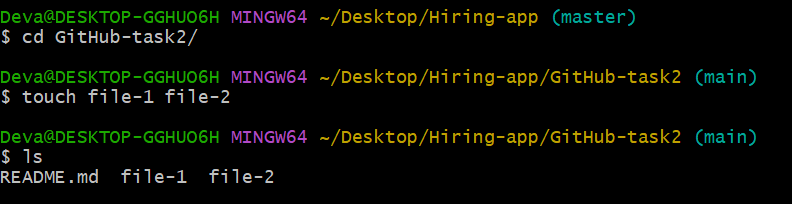 Deva@DESKTOP-GGHUO6H MINGW64 ~/Desktop/Hiring-app (master)
$ cd GitHub-task2/
Deva@DESKTOP-GGHUO6H MINGW64 ~/Desktop/Hiring-app/GitHub-task2 (main)
$ touch file-1 file-2
Deva@DESKTOP-GGHUO6H MINGW64 ~/Desktop/Hiring-app/GitHub-task2 (main)
$ ls
README.md  file-1  file-2